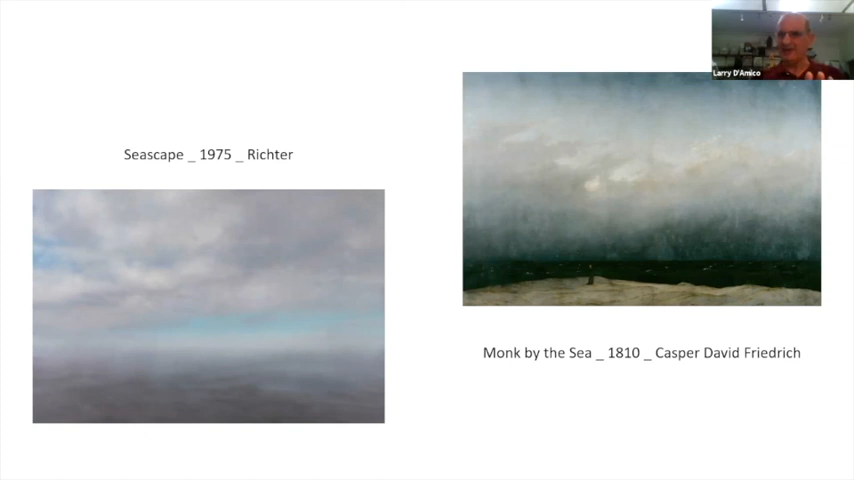 Larry D'Amico
Seascape _ 1975 _ Richter
Monk by the Sea _ 1810 _ Casper David Friedrich